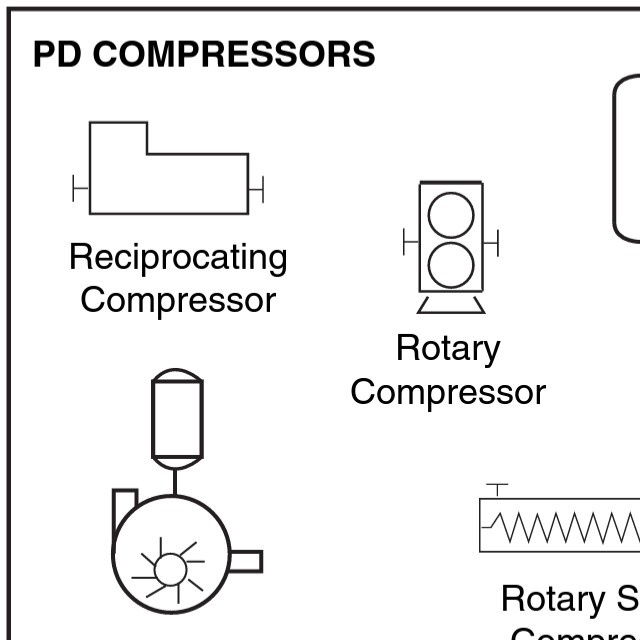 PD COMPRESSORS
Reciprocating
Compressor
Rotary
Compressor
Rotary